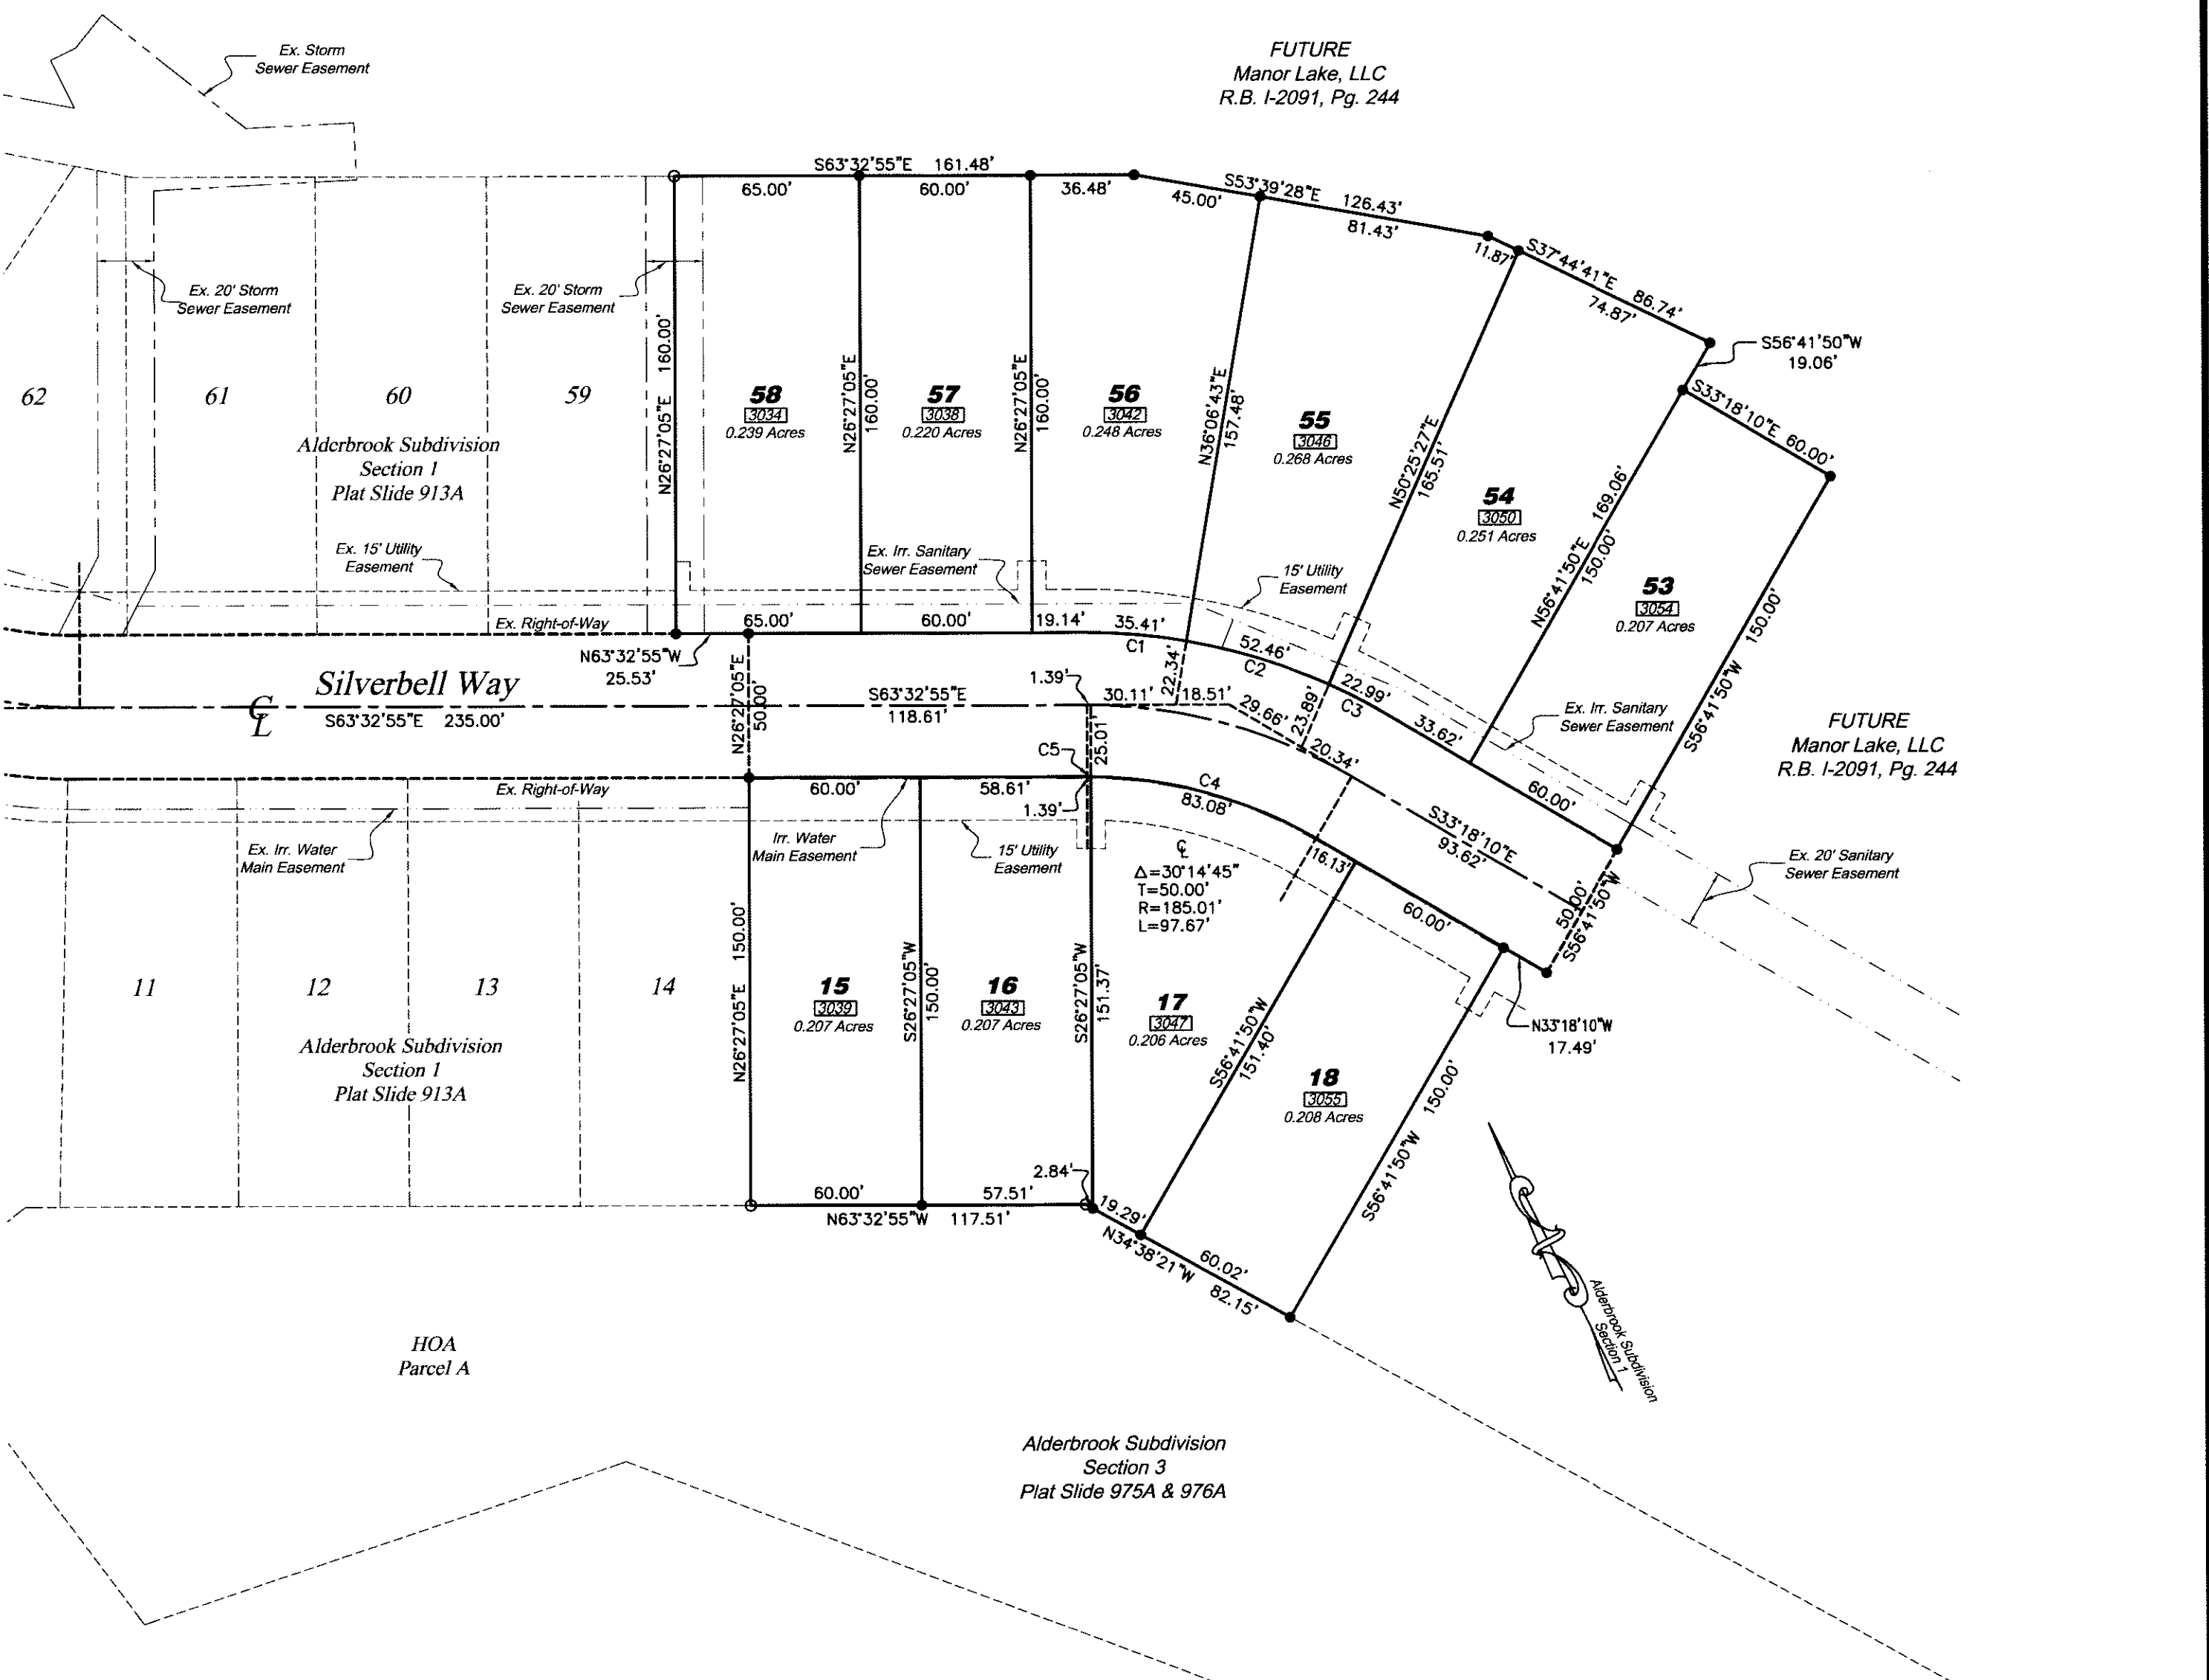 Ex. Storm
Sewer Easement
FUTURE
Manor Lake, LLC
R.B. I-2091, Pg. 244
S63°32'55"E 161.48'
65.00'
60.00'
36.48'
S53°39'28"E 126.43'
45.00'
81.43'
11.87'
S37°44'41"E 86.74'
74.87'
S56°41'50"W
19.06'
S33°18'10"E 60.00'
Ex. 20' Storm
Sewer Easement
Ex. 20' Storm
Sewer Easement
62
61
60
59
Alderbrook Subdivision
Section 1
Plat Slide 913A
N26°27'05"E 160.00'
58
3034
0.239 Acres
N26°27'05"E
160.00'
57
3038
0.220 Acres
N26°27'05"E
160.00'
56
3042
0.248 Acres
N36°06'43"E
157.48'
55
3046
0.268 Acres
N50°25'27"E
165.51'
54
3050
0.251 Acres
N56°41'50"E 169.06'
150.00'
53
3054
0.207 Acres
S56°41'50"W 150.00'
Ex. 15' Utility
Easement
Ex. Irr. Sanitary
Sewer Easement
15' Utility
Easement
Ex. Right-of-Way
65.00'
60.00'
19.14'
35.41'
C1
52.46'
C2
22.99'
C3
33.62'
60.00'
Ex. Irr. Sanitary
Sewer Easement
FUTURE
Manor Lake, LLC
R.B. I-2091, Pg. 244
N63°32'55"W
25.53'
Silverbell Way
CL
S63°32'55"E 235.00'
N26°27'05"E
50.00'
S63°32'55"E
118.61'
1.39'
30.11'
22.34'
18.51'
29.66'
23.89'
20.34'
25.01'
C5
C4
83.08'
S33°18'10"E
93.62'
50.00'
S56°41'50"W
Ex. Right-of-Way
60.00'
58.61'
1.39'
16.13'
60.00'
Ex. Irr. Water
Main Easement
Irr. Water
Main Easement
15' Utility
Easement
CL
Δ=30°14'45"
T=50.00'
R=185.01'
L=97.67'
Ex. 20' Sanitary
Sewer Easement
11
12
13
14
Alderbrook Subdivision
Section 1
Plat Slide 913A
N26°27'05"E 150.00'
15
3039
0.207 Acres
S26°27'05"W
150.00'
16
3043
0.207 Acres
S26°27'05"W
151.37'
17
3047
0.206 Acres
S56°41'50"W
151.40'
18
3055
0.208 Acres
S56°41'50"W 150.00'
N33°18'10"W
17.49'
2.84'
60.00'
57.51'
N63°32'55"W 117.51'
19.29'
N34°38'21"W 82.15'
60.02'
Alderbrook Subdivision
Section 1
HOA
Parcel A
Alderbrook Subdivision
Section 3
Plat Slide 975A & 976A